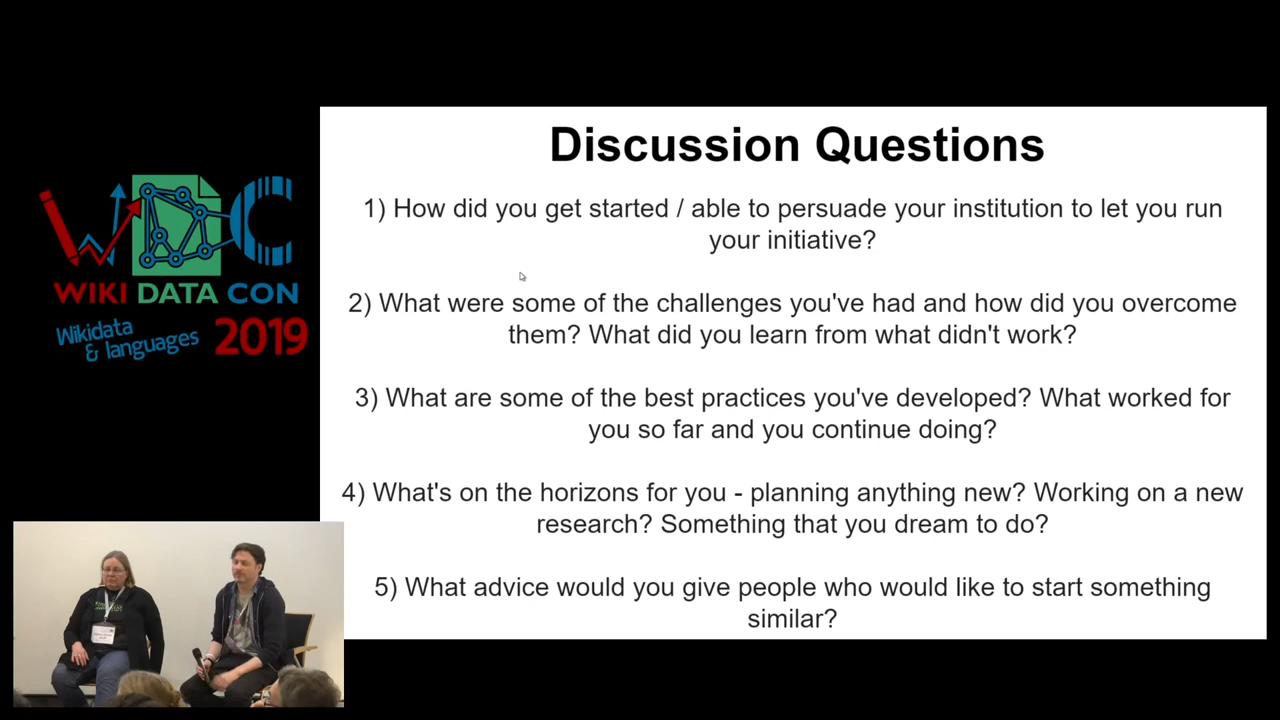 Discussion Questions
1) How did you get started / able to persuade your institution to let you run
your initiative?
2) What were some of the challenges you've had and how did you overcome
them? What did you learn from what didn't work?
3) What are some of the best practices you've developed? What worked for
you so far and you continue doing?
4) What's on the horizons for you - planning anything new? Working on a new
research? Something that you dream to do?
5) What advice would you give people who would like to start something
similar?
WDC
WIKI DATA CON
Wikidata
& languages
2019